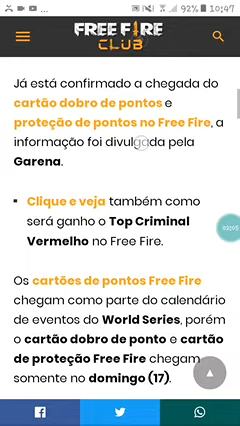 92% 10:47
FREE FIRE
CLUB
Já está confirmado a chegada do
cartão dobro de pontos e
proteção de pontos no Free Fire, a
informação foi divulgada pela
Garena.
Clique e veja também como
será ganho o Top Criminal
Vermelho no Free Fire.
Os cartões de pontos Free Fire
chegam como parte do calendário
de eventos do World Series, porém
o cartão dobro de ponto e cartão
de proteção Free Fire chegam
somente no domingo (17).